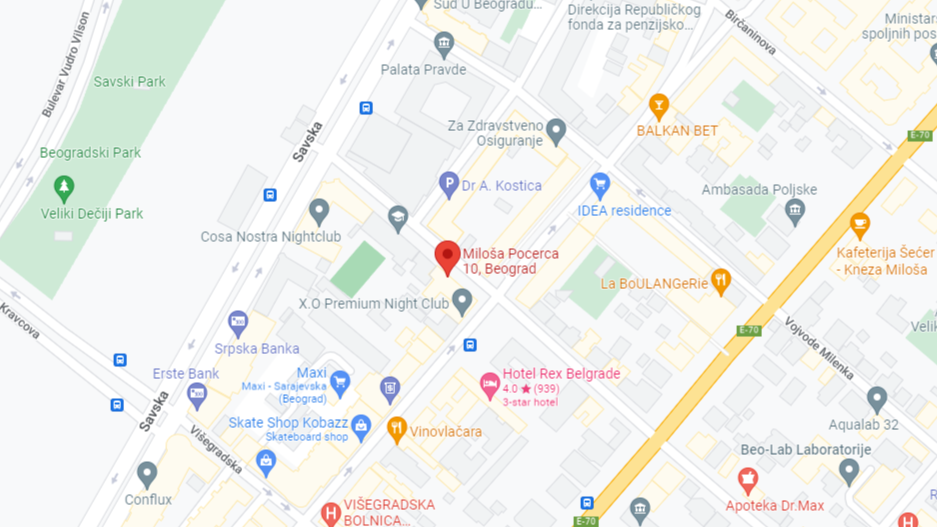 Sud U Beogradu...
Direkcija Republičkog
fonda za penzijsko...
Birčaninova
Ministars
spoljnih pos
Bulevar Vudro Vilson
Savski Park
Palata Pravde
Savska
BALKAN BET
Za Zdravstveno
Osiguranje
E-70
Beogradski Park
Veliki Dečiji Park
P
Dr A. Kostica
IDEA residence
Ambasada Poljske
Cosa Nostra Nightclub
Miloša Pocerca
10, Beograd
Kafeterija Šećer
- Kneza Miloša
La BoULANGeRie
X.O Premium Night Club
Kravcova
Srpska Banka
E-70
Vojvode Milenka
Veliki
Erste Bank
Maxi
Maxi - Sarajevska
(Beograd)
Hotel Rex Belgrade
4.0 ★ (939)
3-star hotel
Savska
Skate Shop Kobazz
Skateboard shop
Vinovlačara
Aqualab 32
Višegradska
Beo-Lab Laboratorije
Conflux
H
VIŠEGRADSKA
BOLNICA...
Apoteka Dr.Max
E-70
H